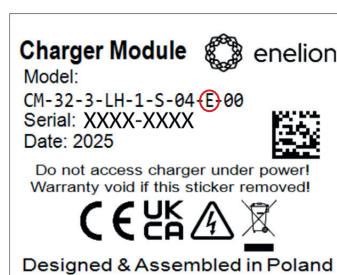 Charger Module enelion
Model:
CM-32-3-LH-1-S-04-E-00
Serial: XXXX-XXXX
Date: 2025
Do not access charger under power!
Warranty void if this sticker removed!
CE UK CA
Designed & Assembled in Poland